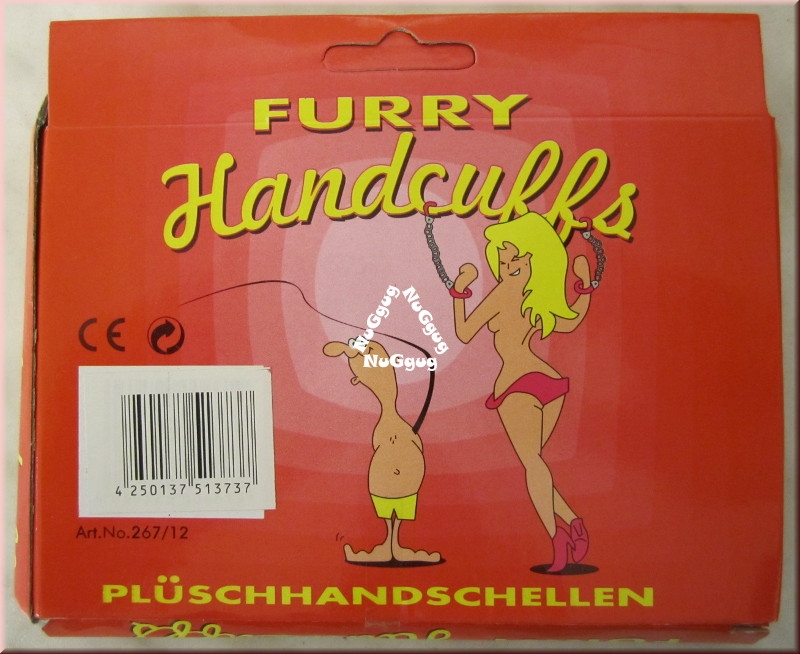 FURRY
Handcuffs
NuGgug
NuGgug
NuGgug
CE
4 250137 513737
Art.No.267/12
PLÜSCHHANDSCHELLEN